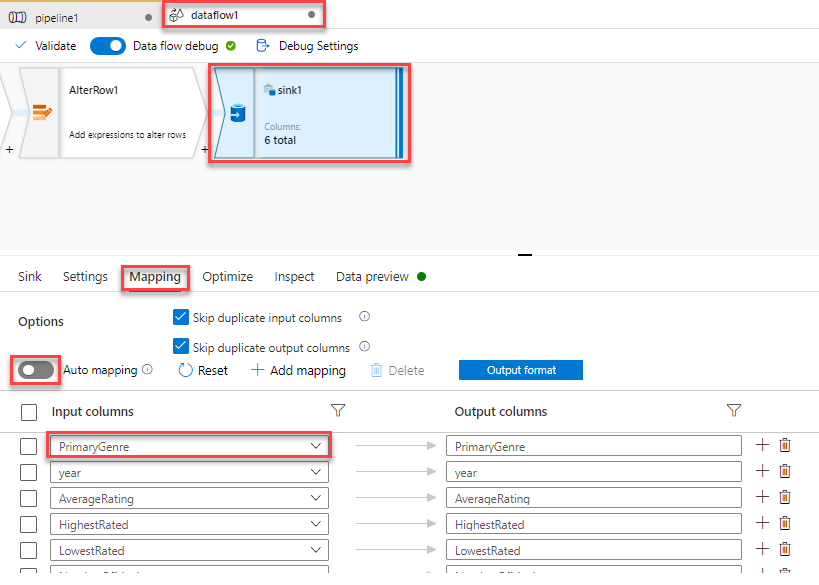 pipeline1
dataflow1
Validate
Data flow debug
Debug Settings
AlterRow1
Add expressions to alter rows
+
+
sink1
Columns:
6 total
Sink
Settings
Mapping
Optimize
Inspect
Data preview
Options
Skip duplicate input columns
Skip duplicate output columns
Auto mapping
Reset
Add mapping
Delete
Output format
Input columns
Output columns
PrimaryGenre
PrimaryGenre
year
year
AverageRating
AverageRating
HighestRated
HighestRated
LowestRated
LowestRated